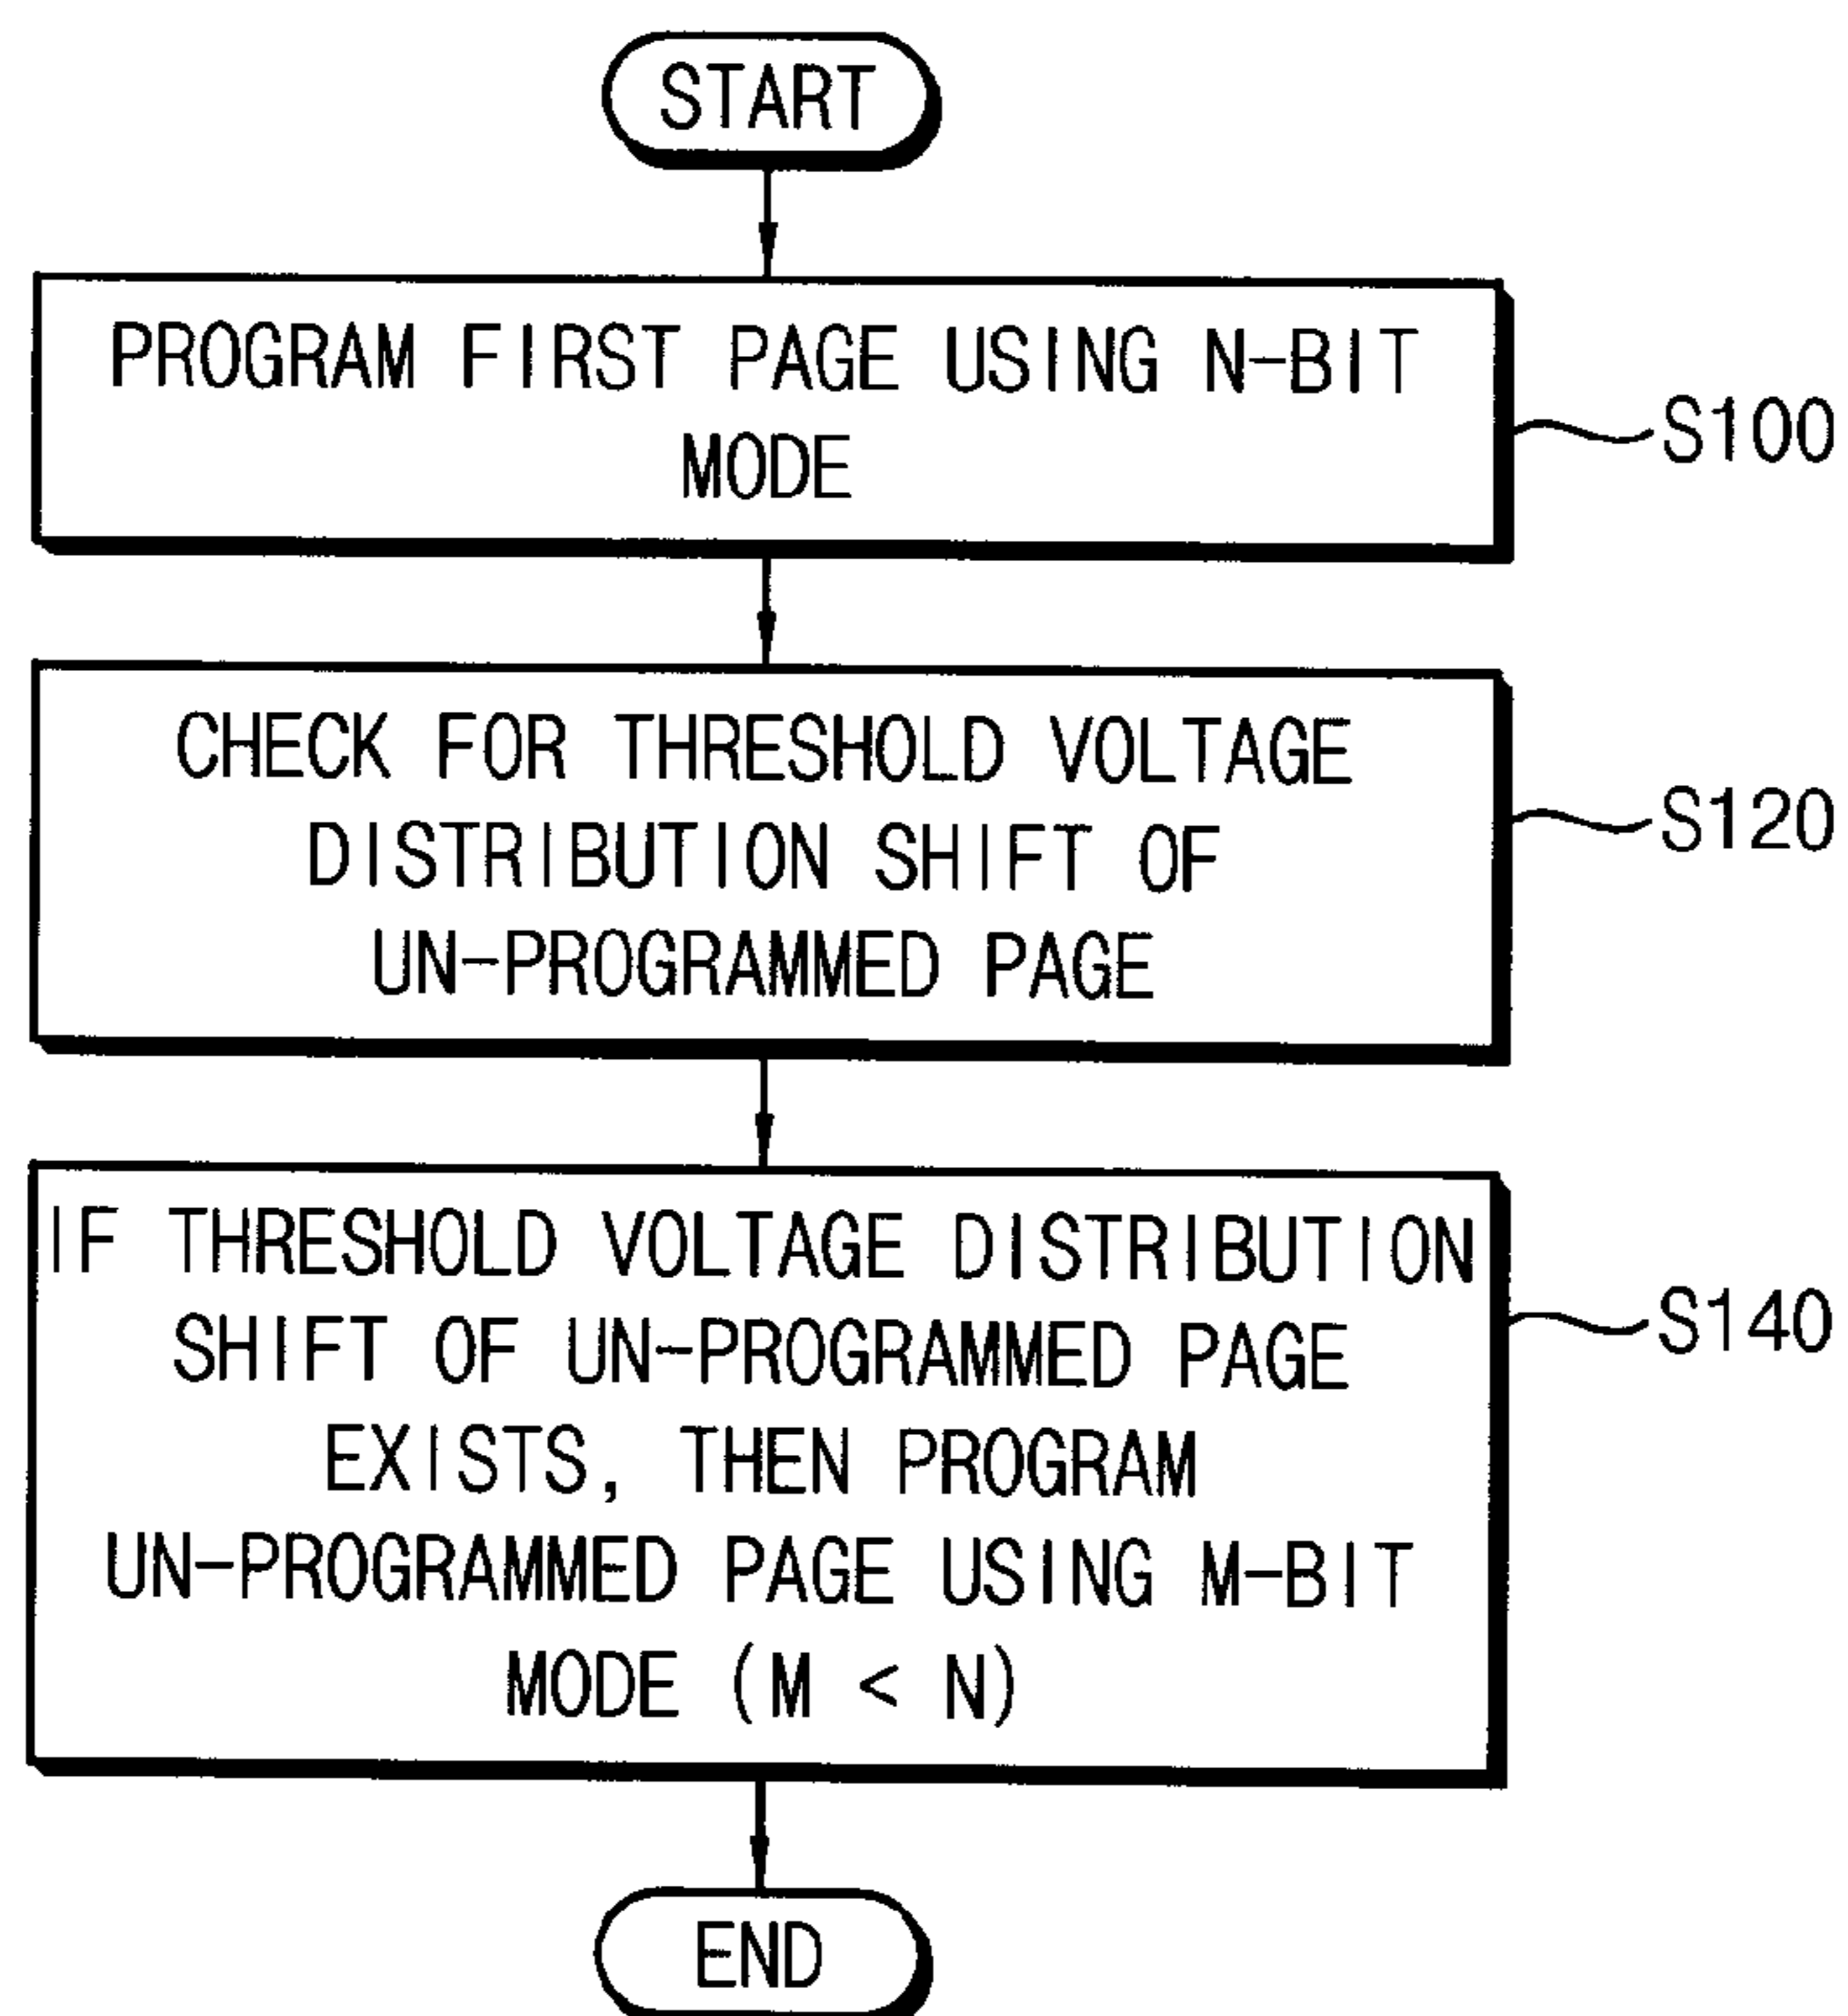 START
PROGRAM FIRST PAGE USING N-BIT
MODE
S100
CHECK FOR THRESHOLD VOLTAGE
DISTRIBUTION SHIFT OF
UN-PROGRAMMED PAGE
S120
IF THRESHOLD VOLTAGE DISTRIBUTION
SHIFT OF UN-PROGRAMMED PAGE
EXISTS, THEN PROGRAM
UN-PROGRAMMED PAGE USING M-BIT
MODE (M < N)
S140
END